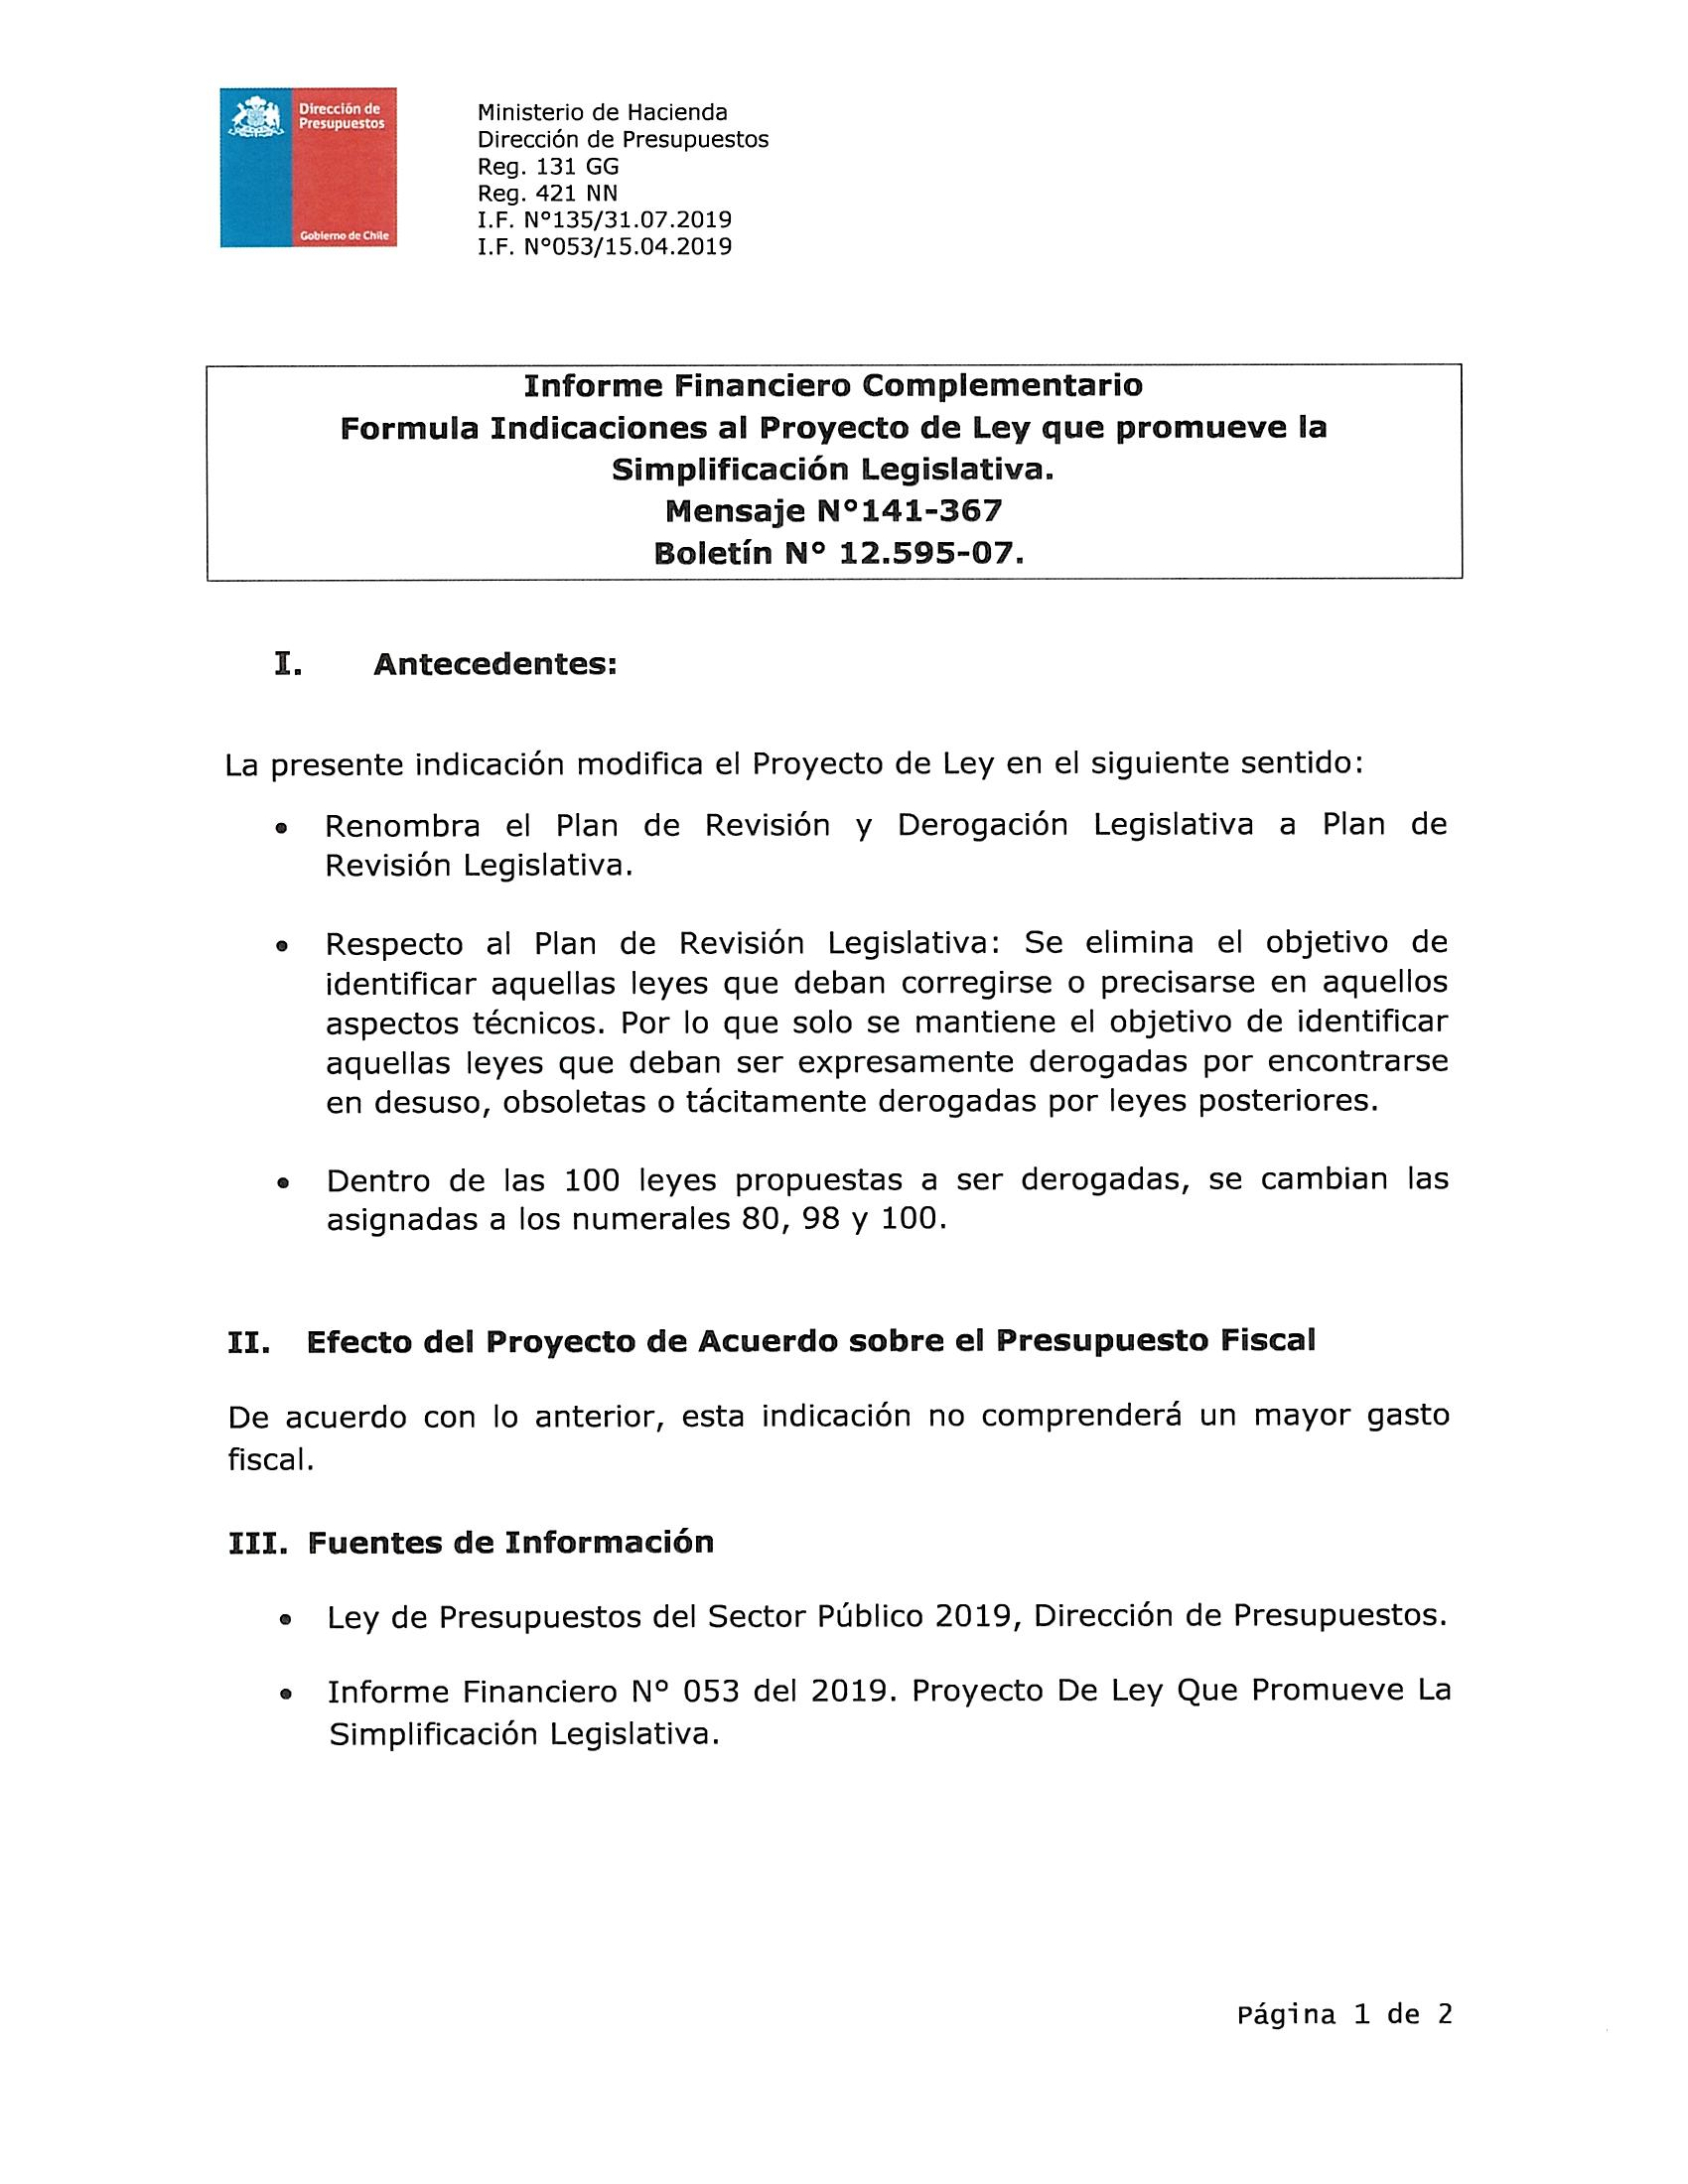 Dirección de
Presupuestos
Gobierno de Chile
Ministerio de Hacienda
Dirección de Presupuestos
Reg. 131 GG
Reg. 421 NN
I.F. N°135/31.07.2019
I.F. N°053/15.04.2019
Informe Financiero Complementario
Formula Indicaciones al Proyecto de Ley que promueve la
Simplificación Legislativa.
Mensaje N°141-367
Boletín N° 12.595-07.
I. Antecedentes:
La presente indicación modifica el Proyecto de Ley en el siguiente sentido:
• Renombra el Plan de Revisión y Derogación Legislativa a Plan de
Revisión Legislativa.
• Respecto al Plan de Revisión Legislativa: Se elimina el objetivo de
identificar aquellas leyes que deban corregirse o precisarse en aquellos
aspectos técnicos. Por lo que solo se mantiene el objetivo de identificar
aquellas leyes que deban ser expresamente derogadas por encontrarse
en desuso, obsoletas o tácitamente derogadas por leyes posteriores.
• Dentro de las 100 leyes propuestas a ser derogadas, se cambian las
asignadas a los numerales 80, 98 y 100.
II. Efecto del Proyecto de Acuerdo sobre el Presupuesto Fiscal
De acuerdo con lo anterior, esta indicación no comprenderá un mayor gasto
fiscal.
III. Fuentes de Información
• Ley de Presupuestos del Sector Público 2019, Dirección de Presupuestos.
• Informe Financiero N° 053 del 2019. Proyecto De Ley Que Promueve La
Simplificación Legislativa.
Página 1 de 2